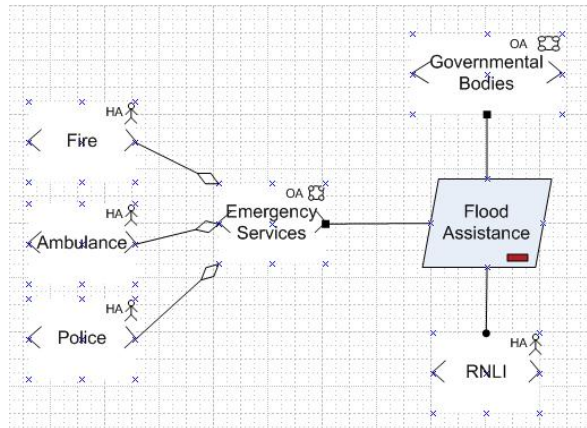 OA
Governmental
Bodies
HA
Fire
HA
Ambulance
OA
Emergency
Services
Flood
Assistance
HA
Police
HA
RNLI